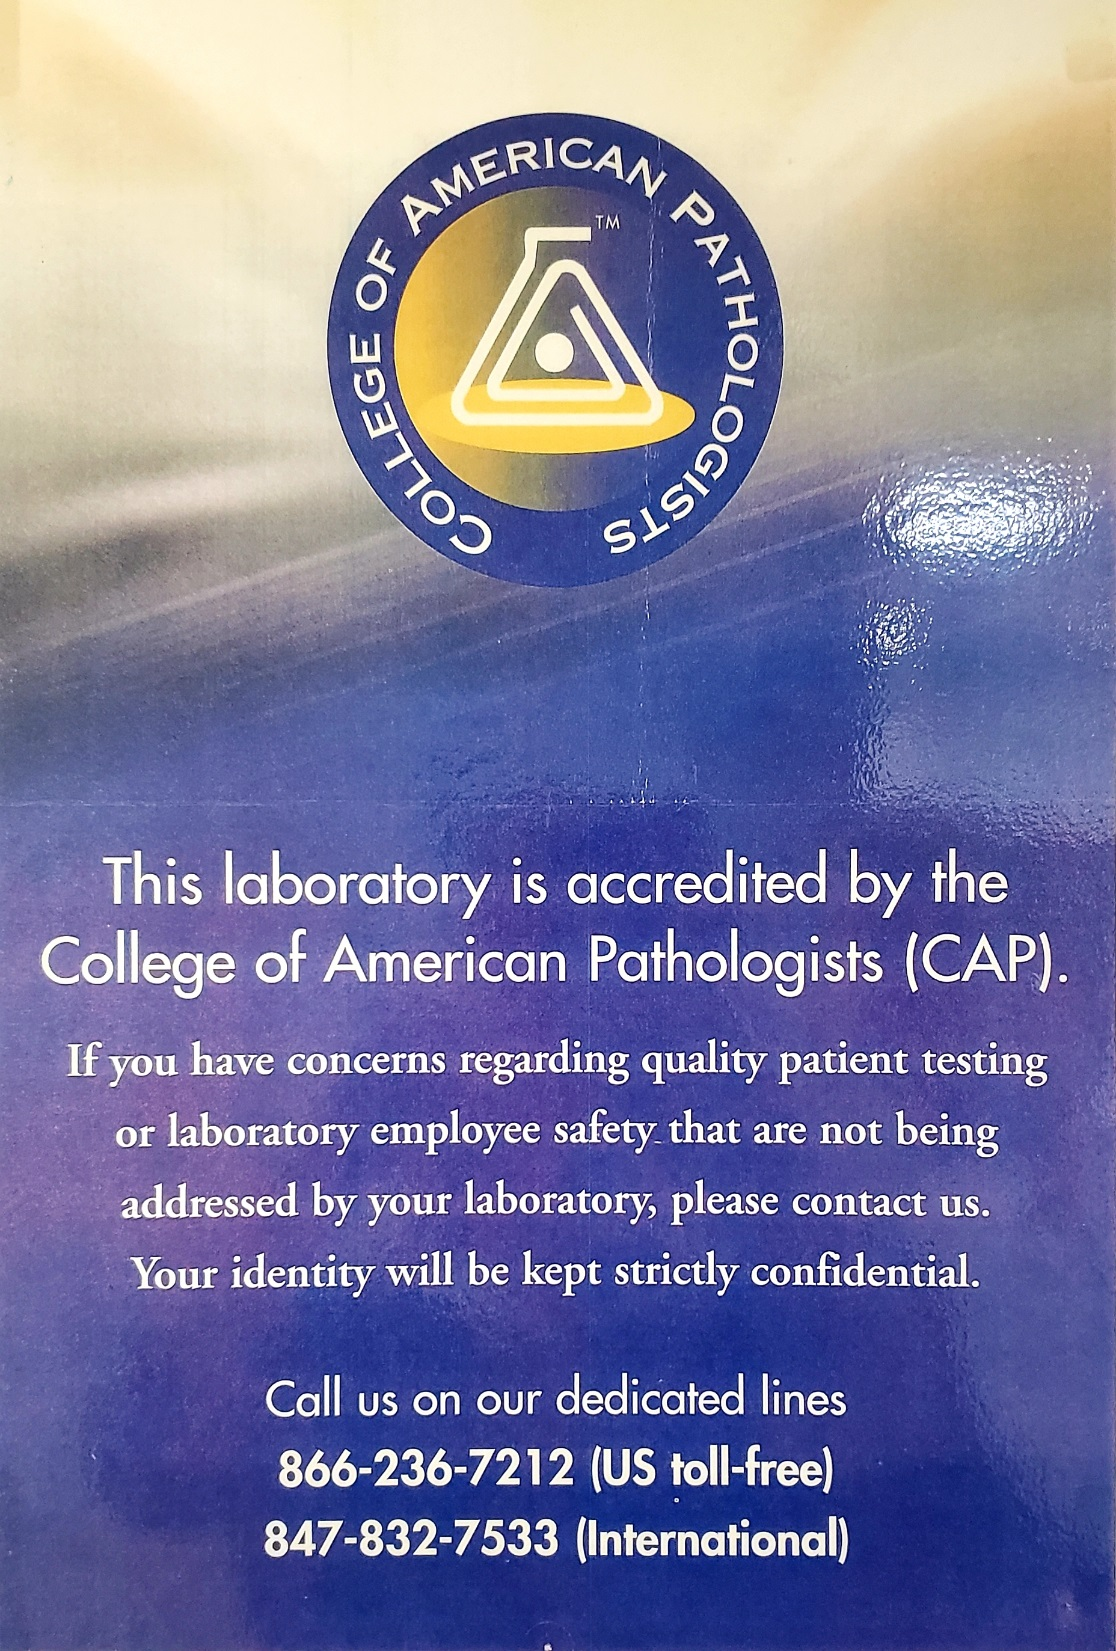 COLLEGE OF AMERICAN PATHOLOGISTS
TM
This laboratory is accredited by the
College of American Pathologists (CAP).
If you have concerns regarding quality patient testing
or laboratory employee safety that are not being
addressed by your laboratory, please contact us.
Your identity will be kept strictly confidential.
Call us on our dedicated lines
866-236-7212 (US toll-free)
847-832-7533 (International)